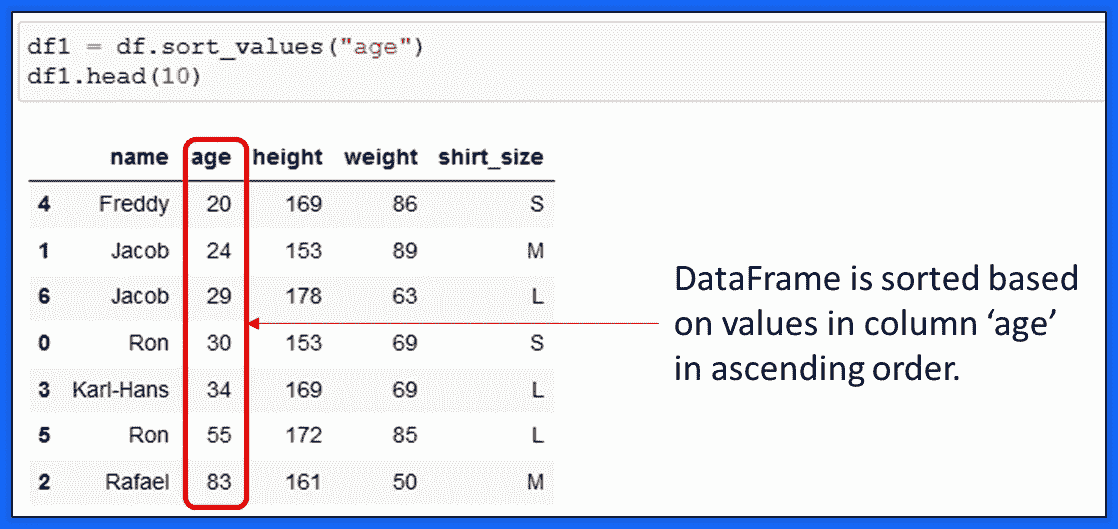 df1 = df.sort_values("age")
df1.head(10)
name age height weight shirt_size
4 Freddy 20 169 86 S
1 Jacob 24 153 89 M
6 Jacob 29 178 63 L
0 Ron 30 153 69 S
3 Karl-Hans 34 169 69 L
5 Ron 55 172 85 L
2 Rafael 83 161 50 M
DataFrame is sorted based
on values in column ‘age’
in ascending order.